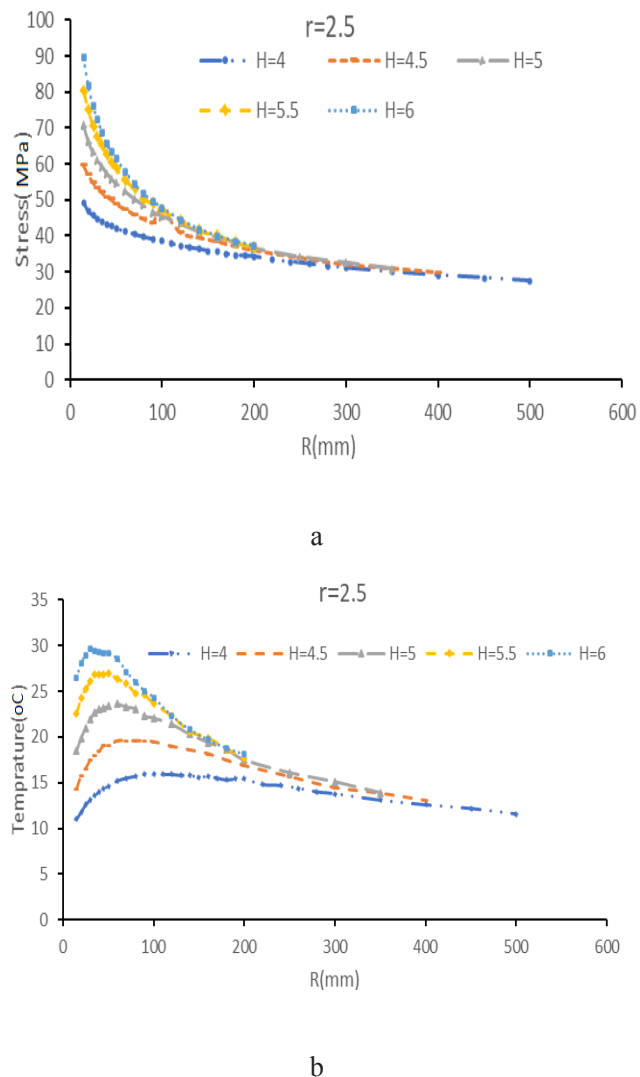 r=2.5
H=4 H=4.5 H=5
H=5.5 H=6
100
90
80
70
60
50
40
30
20
10
0
Stress( MPa)
0 100 200 300 400 500 600
R(mm)
a
r=2.5
H=4 H=4.5 H=5 H=5.5 H=6
35
30
25
20
15
10
5
0
Temprature(oC)
0 100 200 300 400 500 600
R(mm)
b